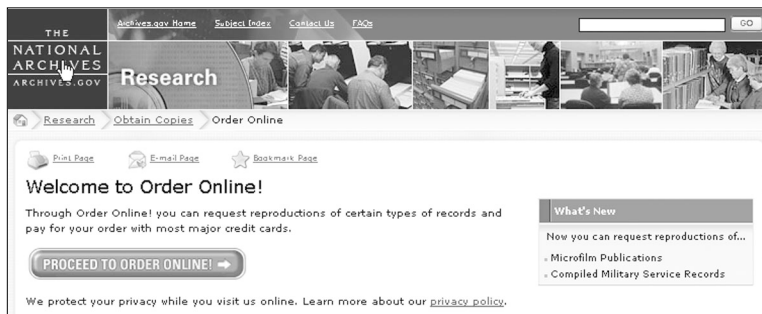 THE
NATIONAL
ARCHIVES
ARCHIVES.GOV
Archives.gov Home Subject Index Contact Us FAQs
GO
Research
Research Obtain Copies Order Online
Print Page E-mail Page Bookmark Page
Welcome to Order Online!
Through Order Online! you can request reproductions of certain types of records and
pay for your order with most major credit cards.
PROCEED TO ORDER ONLINE!
We protect your privacy while you visit us online. Learn more about our privacy policy.
What's New
Now you can request reproductions of...
Microfilm Publications
Compiled Military Service Records